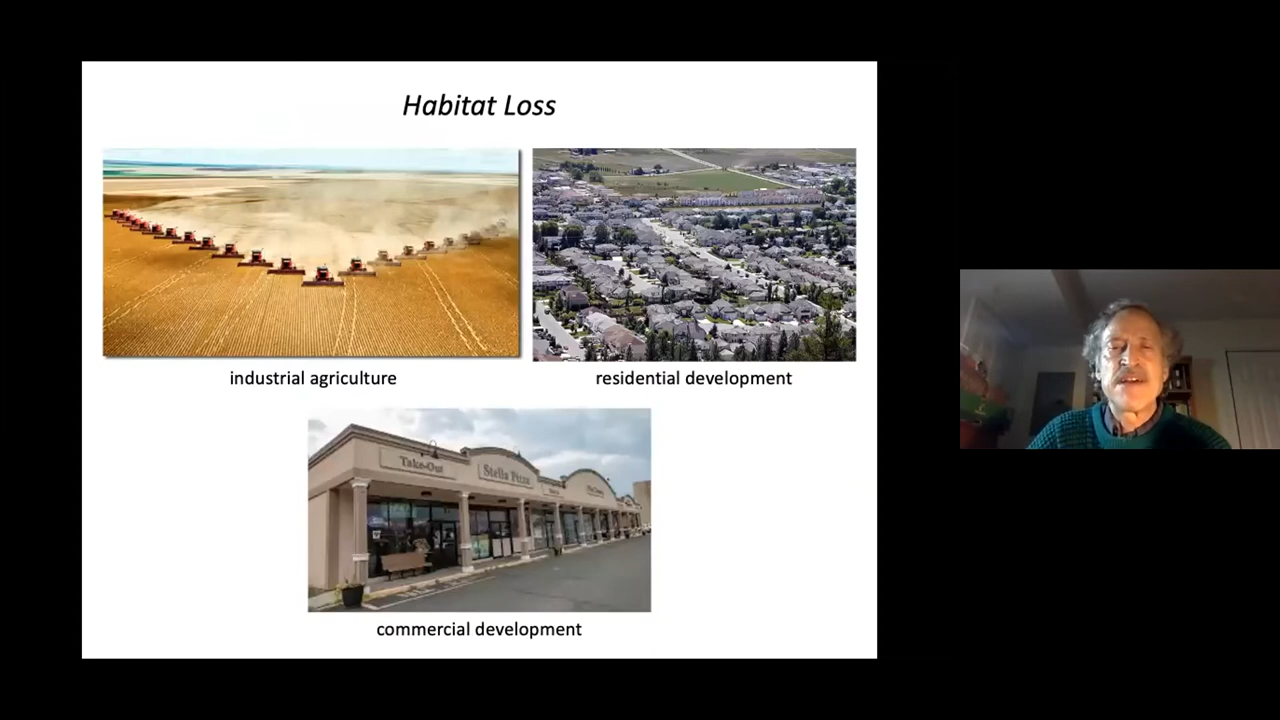 Habitat Loss
industrial agriculture
residential development
Take-Out
Stella Pizza
commercial development